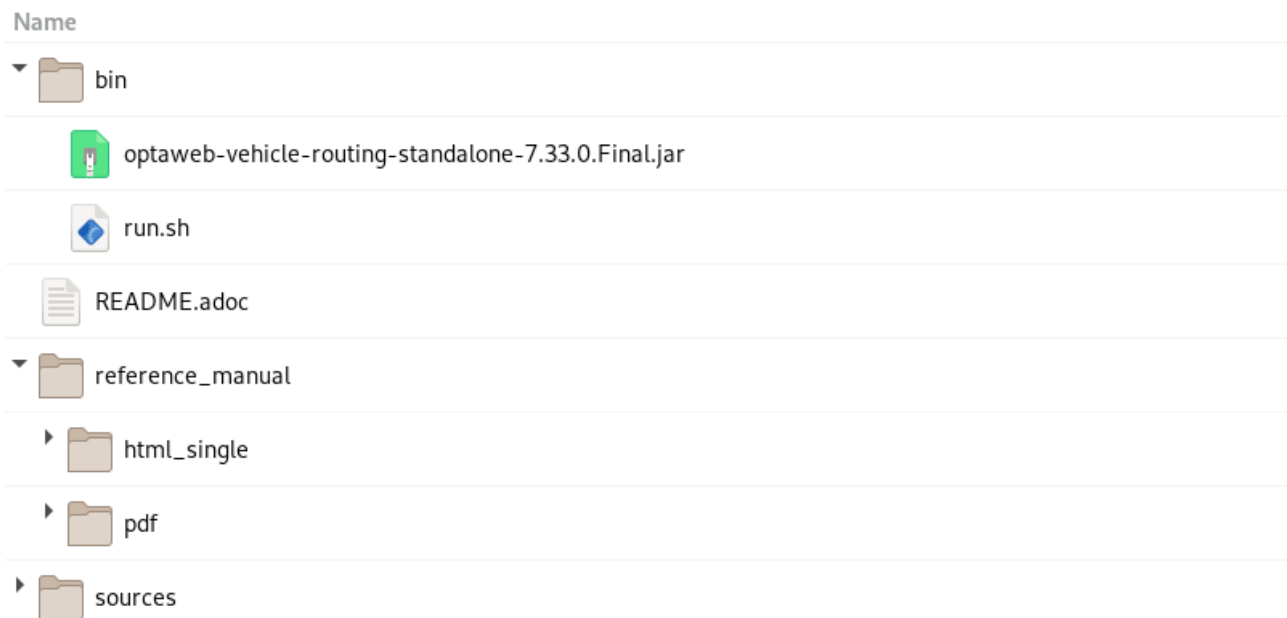 Name
bin
optaweb-vehicle-routing-standalone-7.33.0.Final.jar
run.sh
README.adoc
reference_manual
html_single
pdf
sources